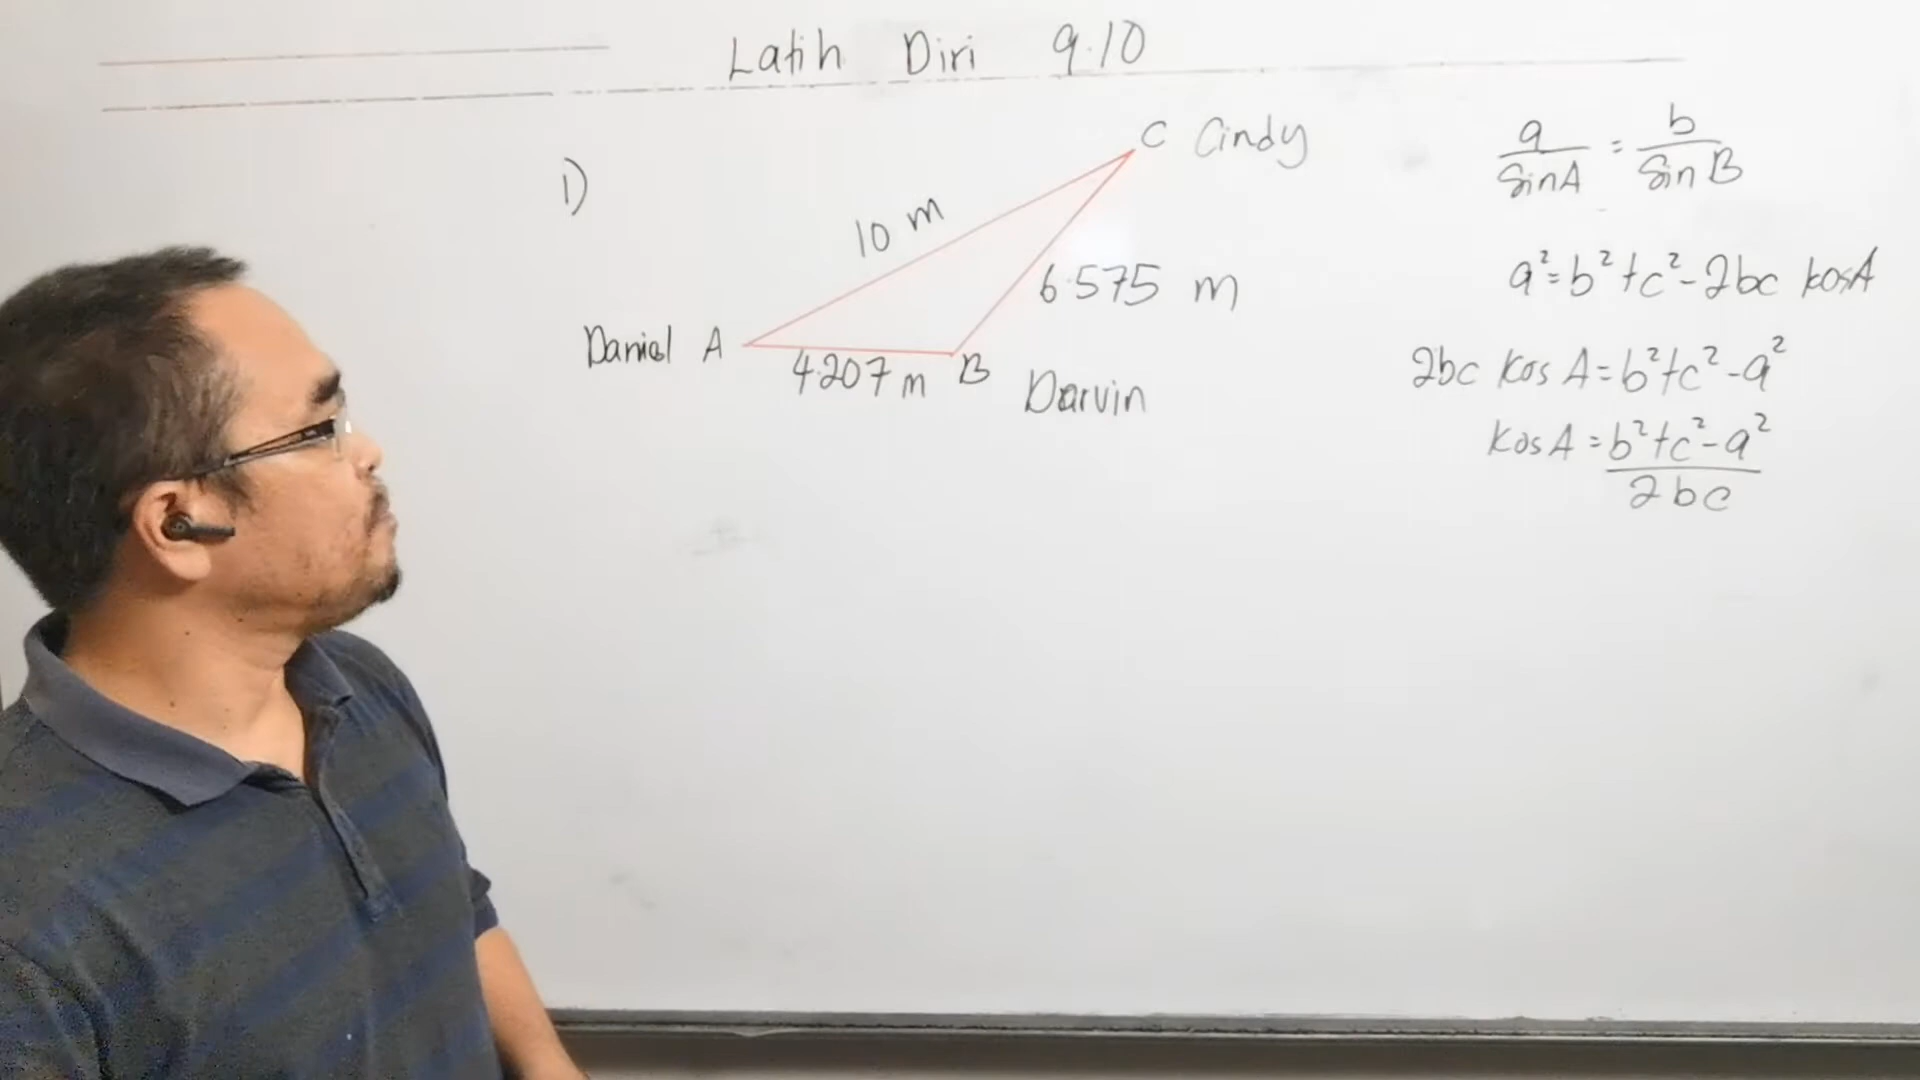 Latih Diri 9.10
1)
C Cindy
10 m
6.575 m
Daniel A
4.207 m B
Darvin
a/SinA = b/Sin B
a²=b²+c²-2bc kosA
2bc kos A=b²+c²-a²
kos A = b²+c²-a²/2bc